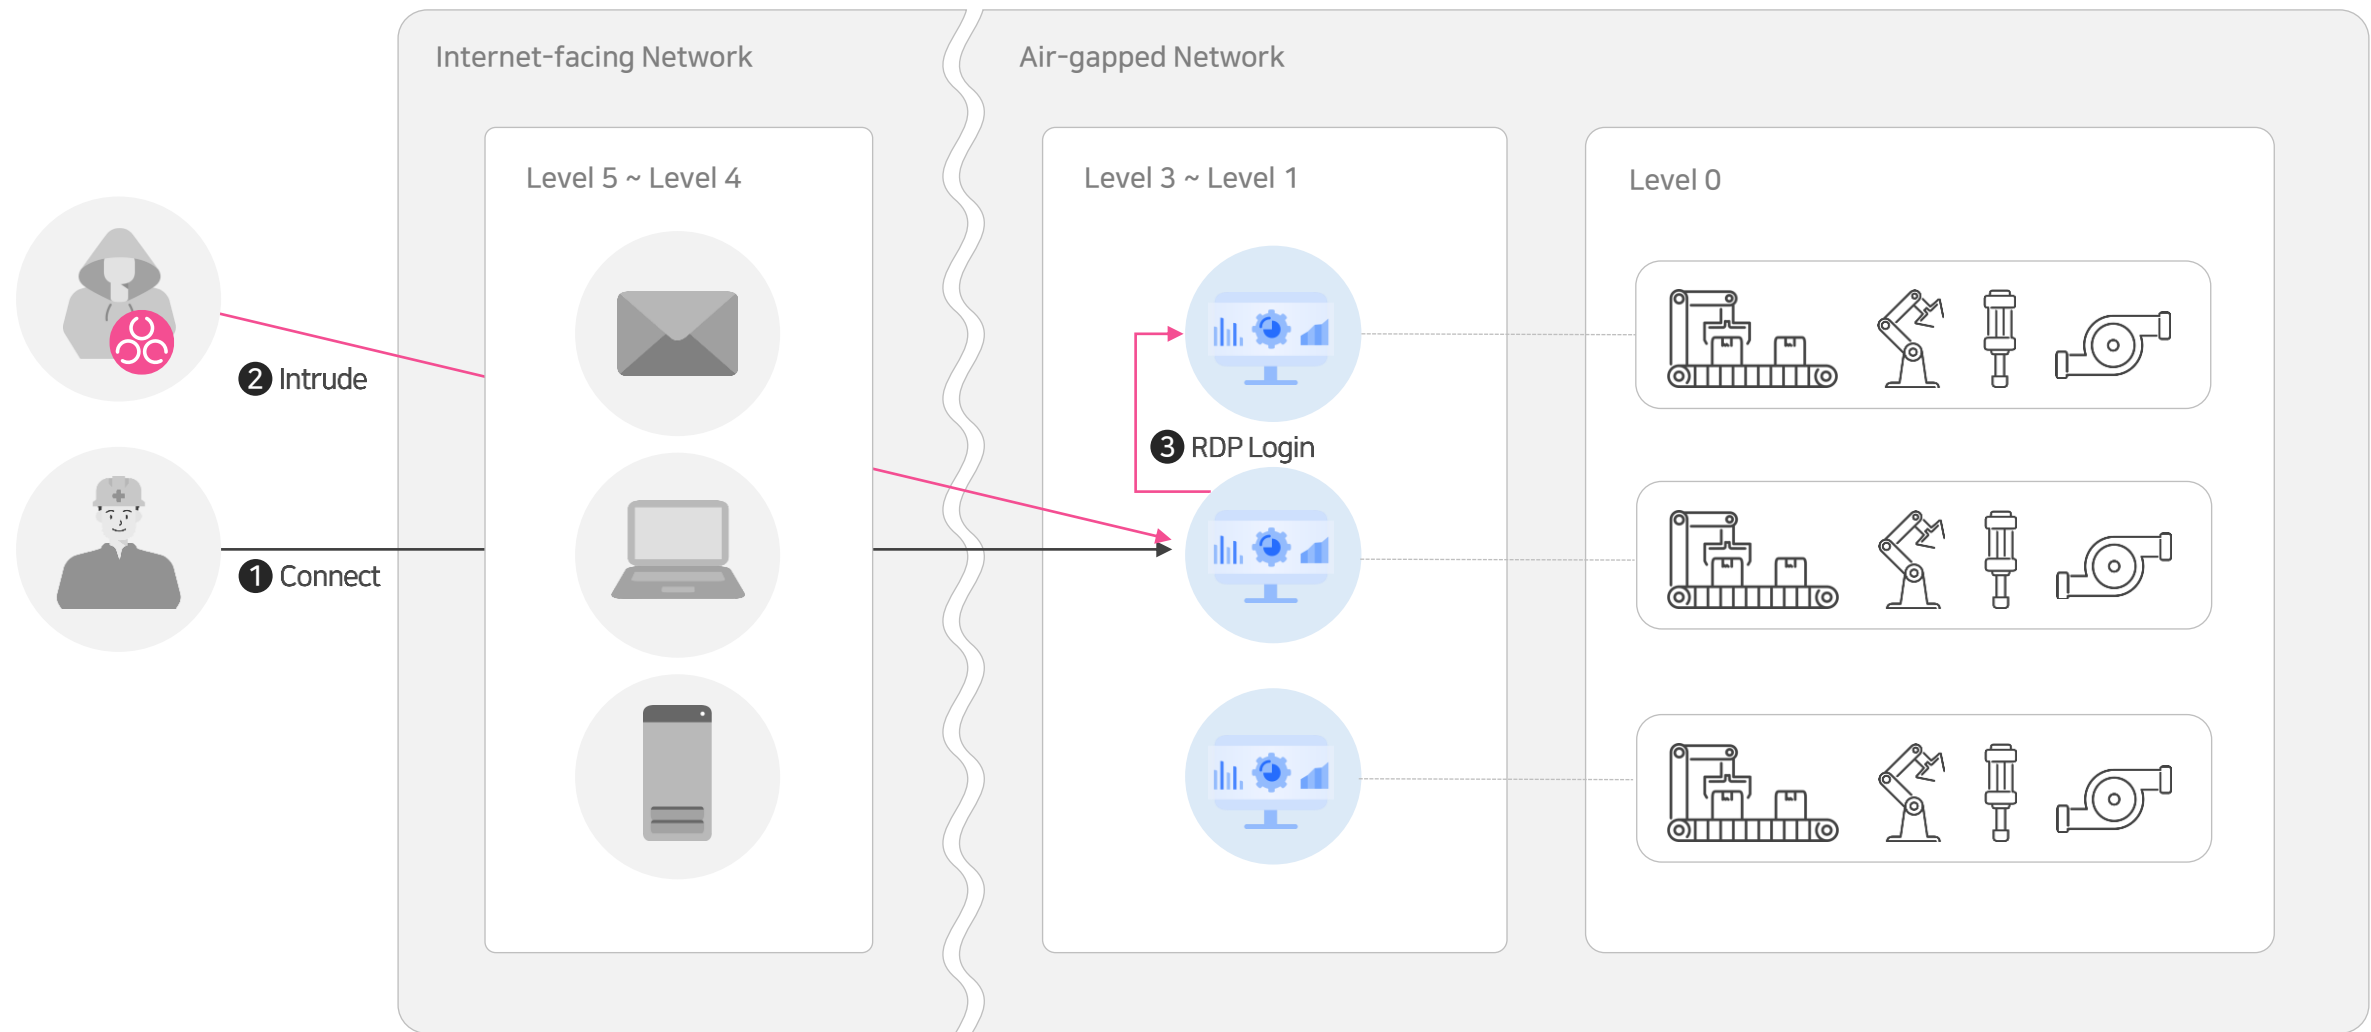 Internet-facing Network
Air-gapped Network
Level 5 ~ Level 4
Level 3 ~ Level 1
Level 0
2 Intrude
3 RDP Login
1 Connect